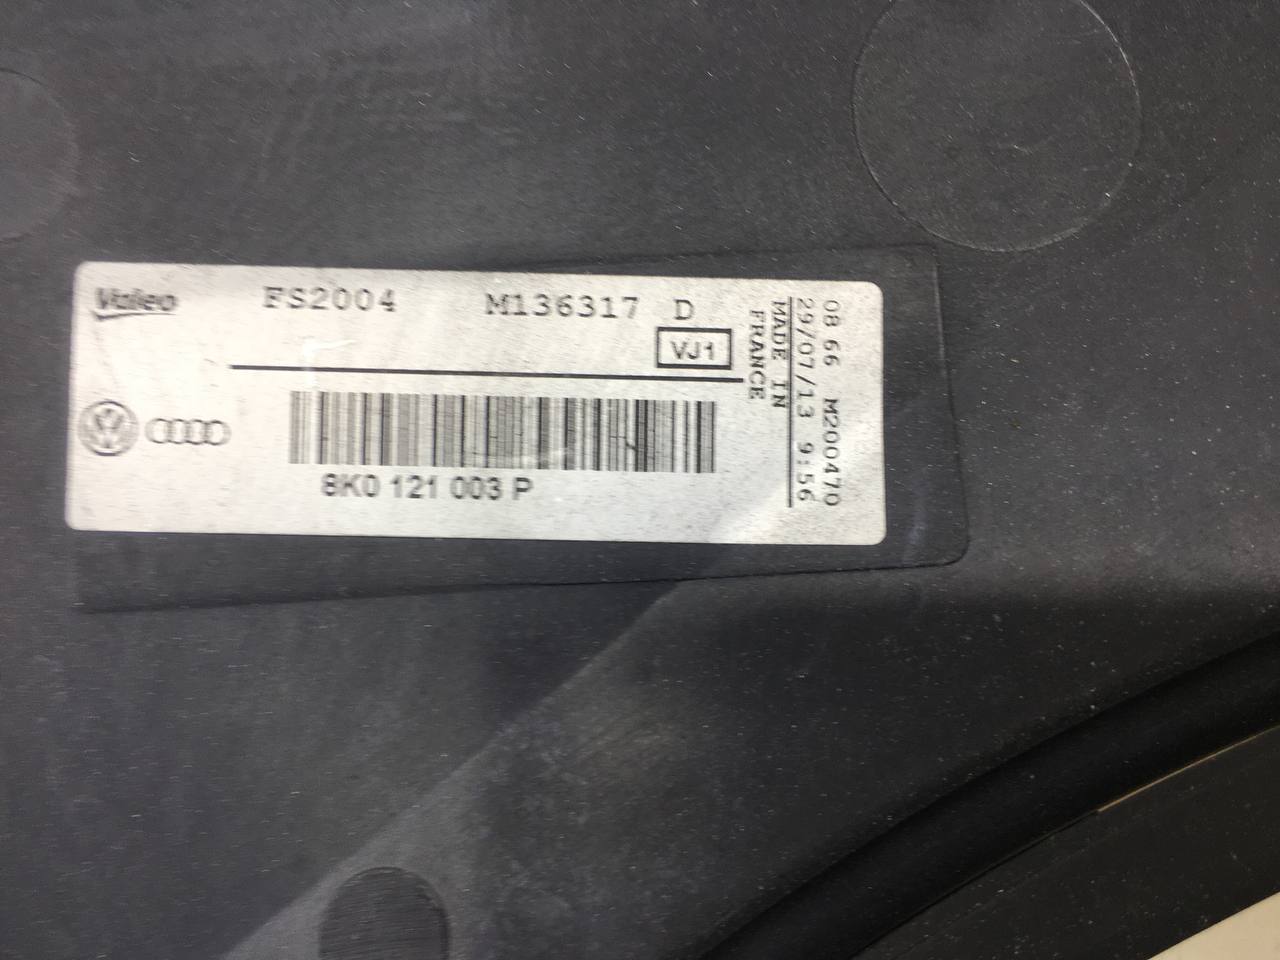 Valeo FS2004 M136317 D
VJ1
8K0 121 003 P
MADE IN
FRANCE
08 66 M200470
29/07/13 9:56